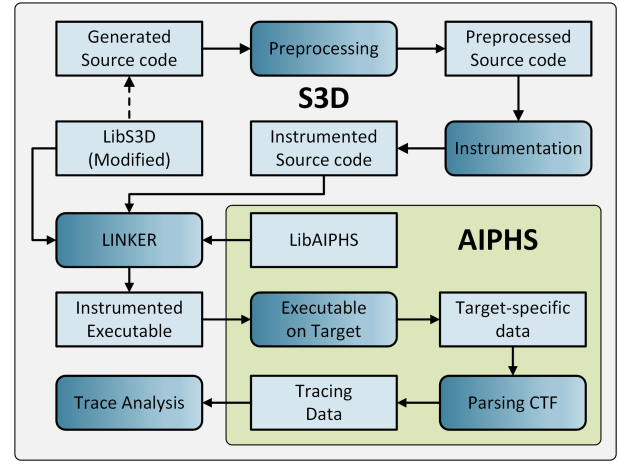 Generated
Source code
Preprocessing
Preprocessed
Source code
S3D
LibS3D
(Modified)
Instrumented
Source code
Instrumentation
LINKER
LibAIPHS
AIPHS
Instrumented
Executable
Executable
on Target
Target-specific
data
Trace Analysis
Tracing
Data
Parsing CTF